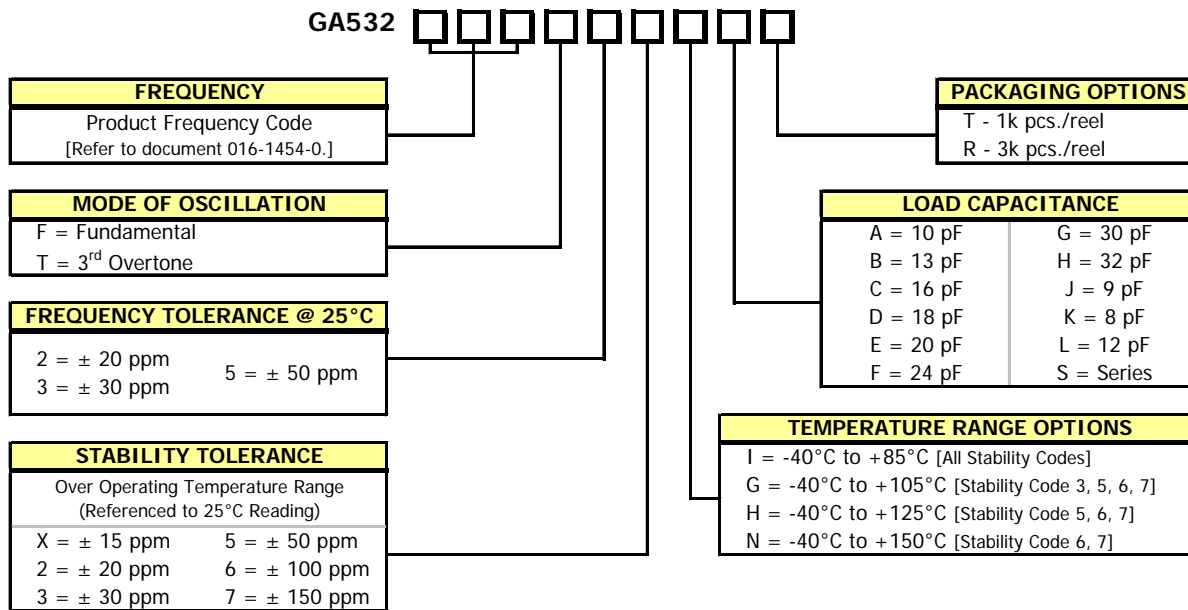 GA532
FREQUENCY
Product Frequency Code
[Refer to document 016-1454-0.]
MODE OF OSCILLATION
F = Fundamental
T = 3rd Overtone
FREQUENCY TOLERANCE @ 25°C
2 = ± 20 ppm
3 = ± 30 ppm
5 = ± 50 ppm
STABILITY TOLERANCE
Over Operating Temperature Range
(Referenced to 25°C Reading)
X = ± 15 ppm
2 = ± 20 ppm
3 = ± 30 ppm
5 = ± 50 ppm
6 = ± 100 ppm
7 = ± 150 ppm
PACKAGING OPTIONS
T - 1k pcs./reel
R - 3k pcs./reel
LOAD CAPACITANCE
A = 10 pF
B = 13 pF
C = 16 pF
D = 18 pF
E = 20 pF
F = 24 pF
G = 30 pF
H = 32 pF
J = 9 pF
K = 8 pF
L = 12 pF
S = Series
TEMPERATURE RANGE OPTIONS
I = -40°C to +85°C [All Stability Codes]
G = -40°C to +105°C [Stability Code 3, 5, 6, 7]
H = -40°C to +125°C [Stability Code 5, 6, 7]
N = -40°C to +150°C [Stability Code 6, 7]